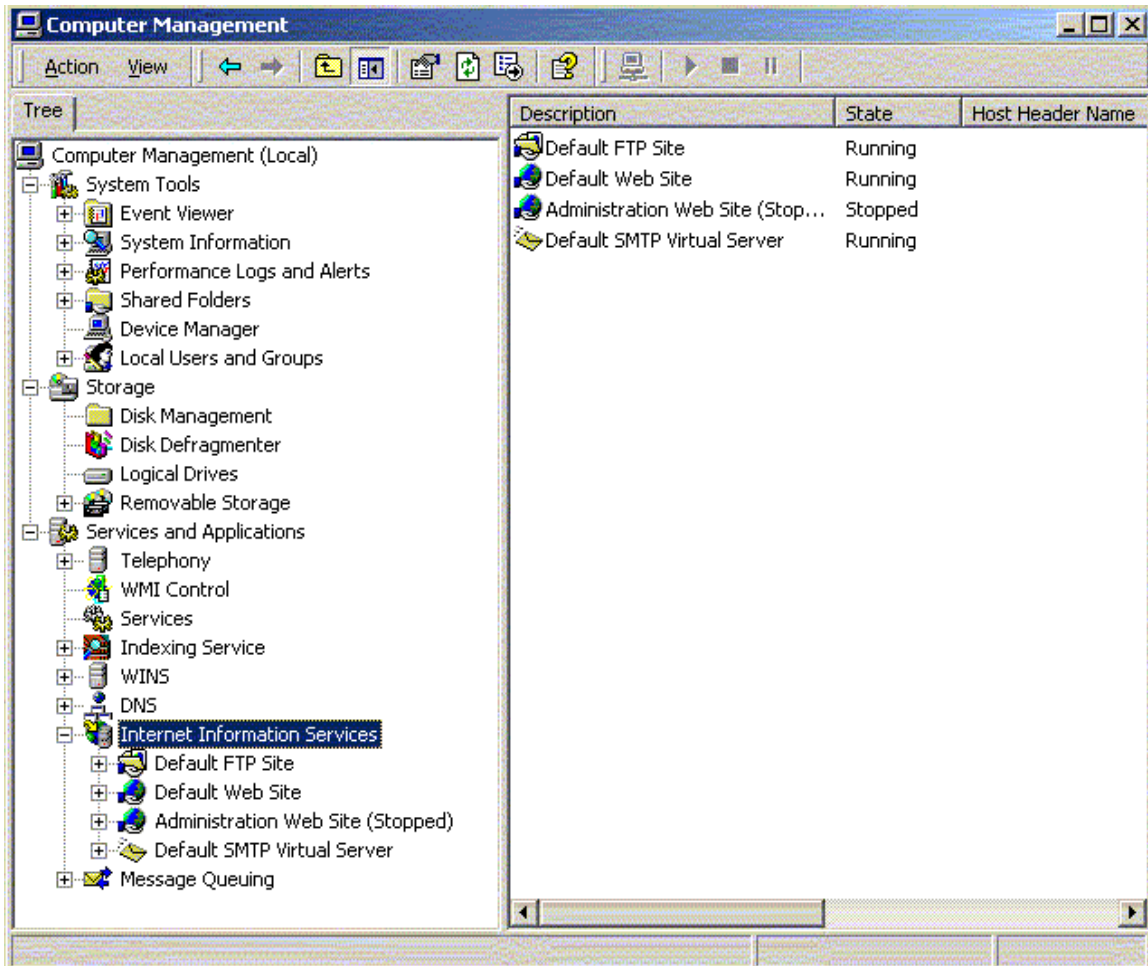 Computer Management
Action View
Tree
Computer Management (Local)
System Tools
Event Viewer
System Information
Performance Logs and Alerts
Shared Folders
Device Manager
Local Users and Groups
Storage
Disk Management
Disk Defragmenter
Logical Drives
Removable Storage
Services and Applications
Telephony
WMI Control
Services
Indexing Service
WINS
DNS
Internet Information Services
Default FTP Site
Default Web Site
Administration Web Site (Stopped)
Default SMTP Virtual Server
Message Queuing
Description State Host Header Name
Default FTP Site Running
Default Web Site Running
Administration Web Site (Stop... Stopped
Default SMTP Virtual Server Running